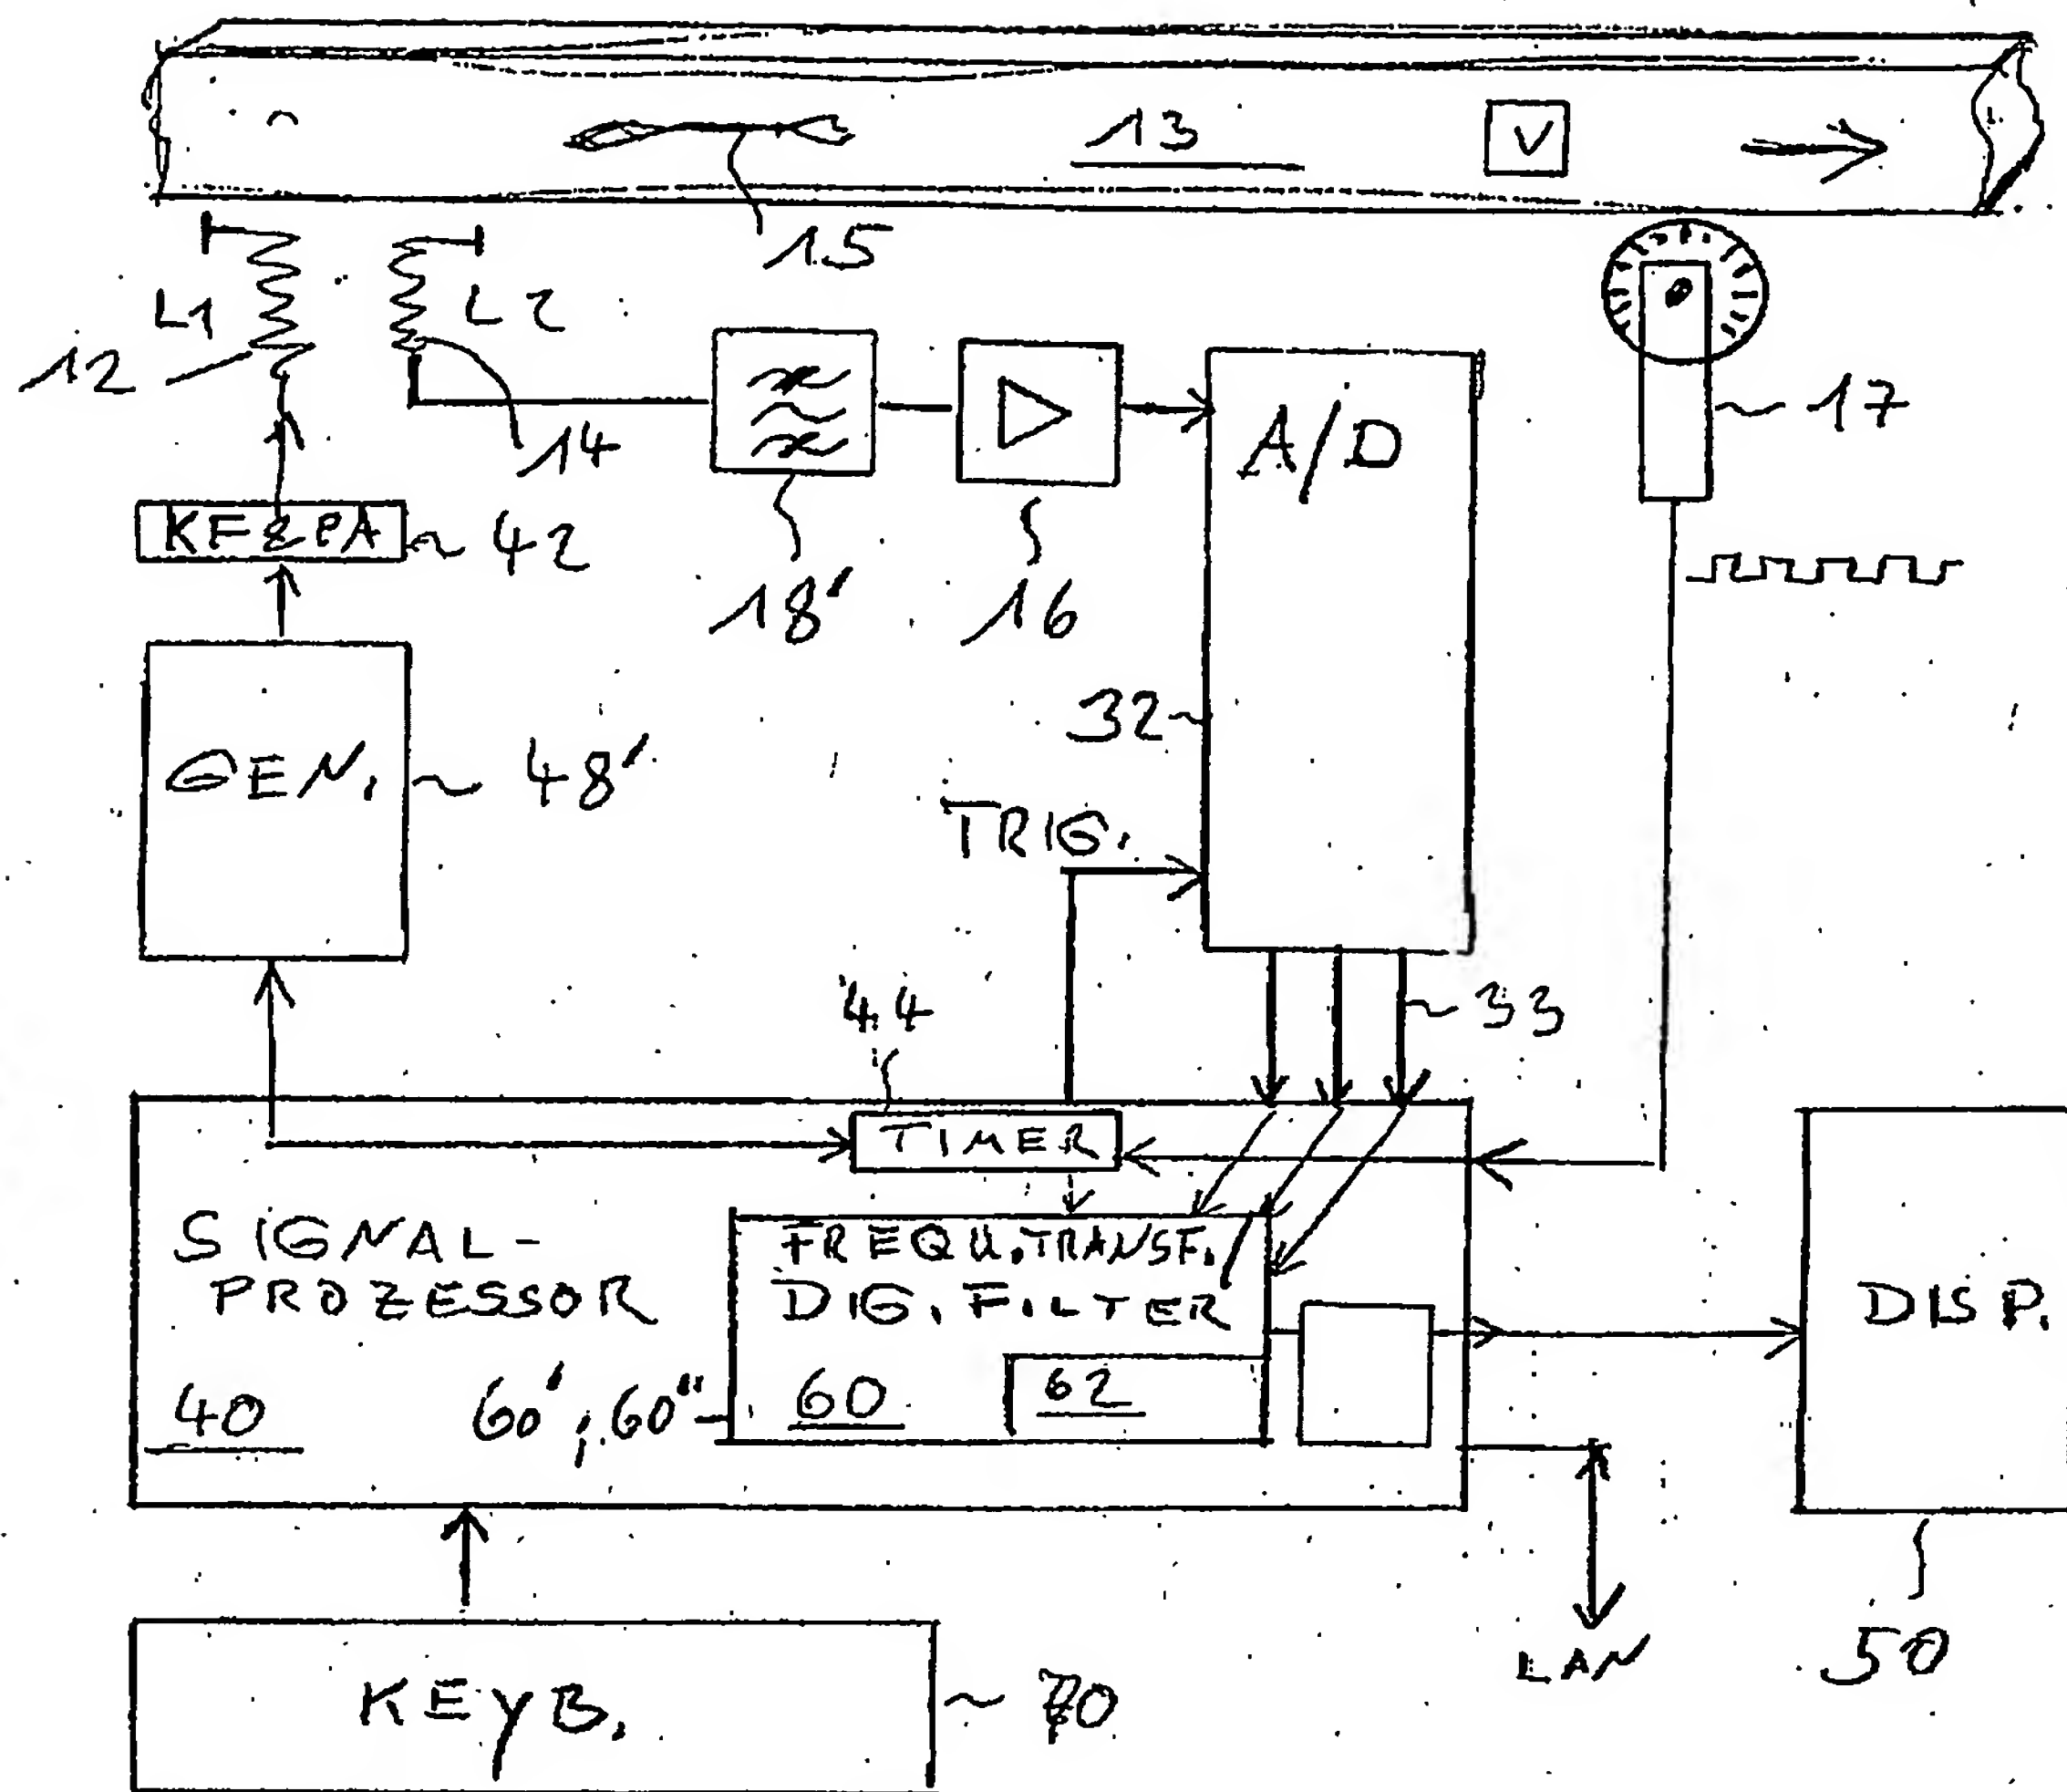 13
V
15
L1
L2
12
14
A/D
17
KF & PA
42
18'
16
GEN.
48'
32
TRIG.
44
33
TIMER
SIGNAL-
PROZESSOR
FREQU.TRANSF./
DIG. FILTER
DISP.
40
60', 60"
60
62
LAN
50
KEYB.